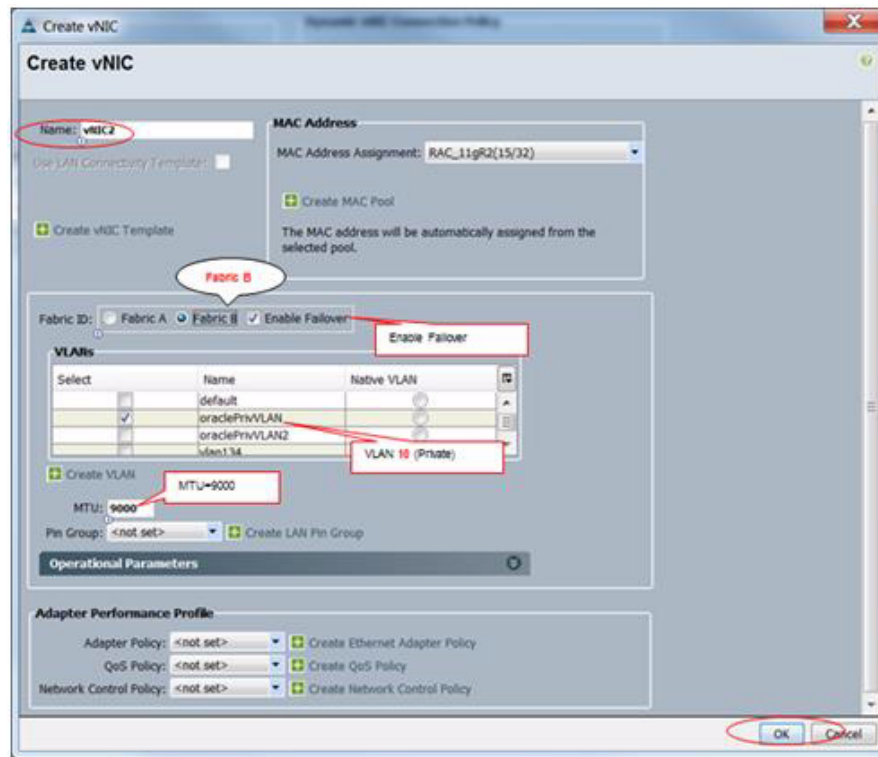 Create vNIC
Create vNIC
Name: vNIC2
Use LAN Connectivity Template:
Create vNIC Template
MAC Address
MAC Address Assignment: RAC_11gR2(15/32)
Create MAC Pool
The MAC address will be automatically assigned from the
selected pool.
Fabric B
Fabric ID: Fabric A Fabric B Enable Failover
Enable Failover
VLANs
Select Name Native VLAN
default
oraclePrivVLAN
oraclePrivVLAN2
vlan134
VLAN 10 (Private)
Create VLAN
MTU=9000
MTU: 9000
Pin Group: <not set> Create LAN Pin Group
Operational Parameters
Adapter Performance Profile
Adapter Policy: <not set> Create Ethernet Adapter Policy
QoS Policy: <not set> Create QoS Policy
Network Control Policy: <not set> Create Network Control Policy
OK Cancel